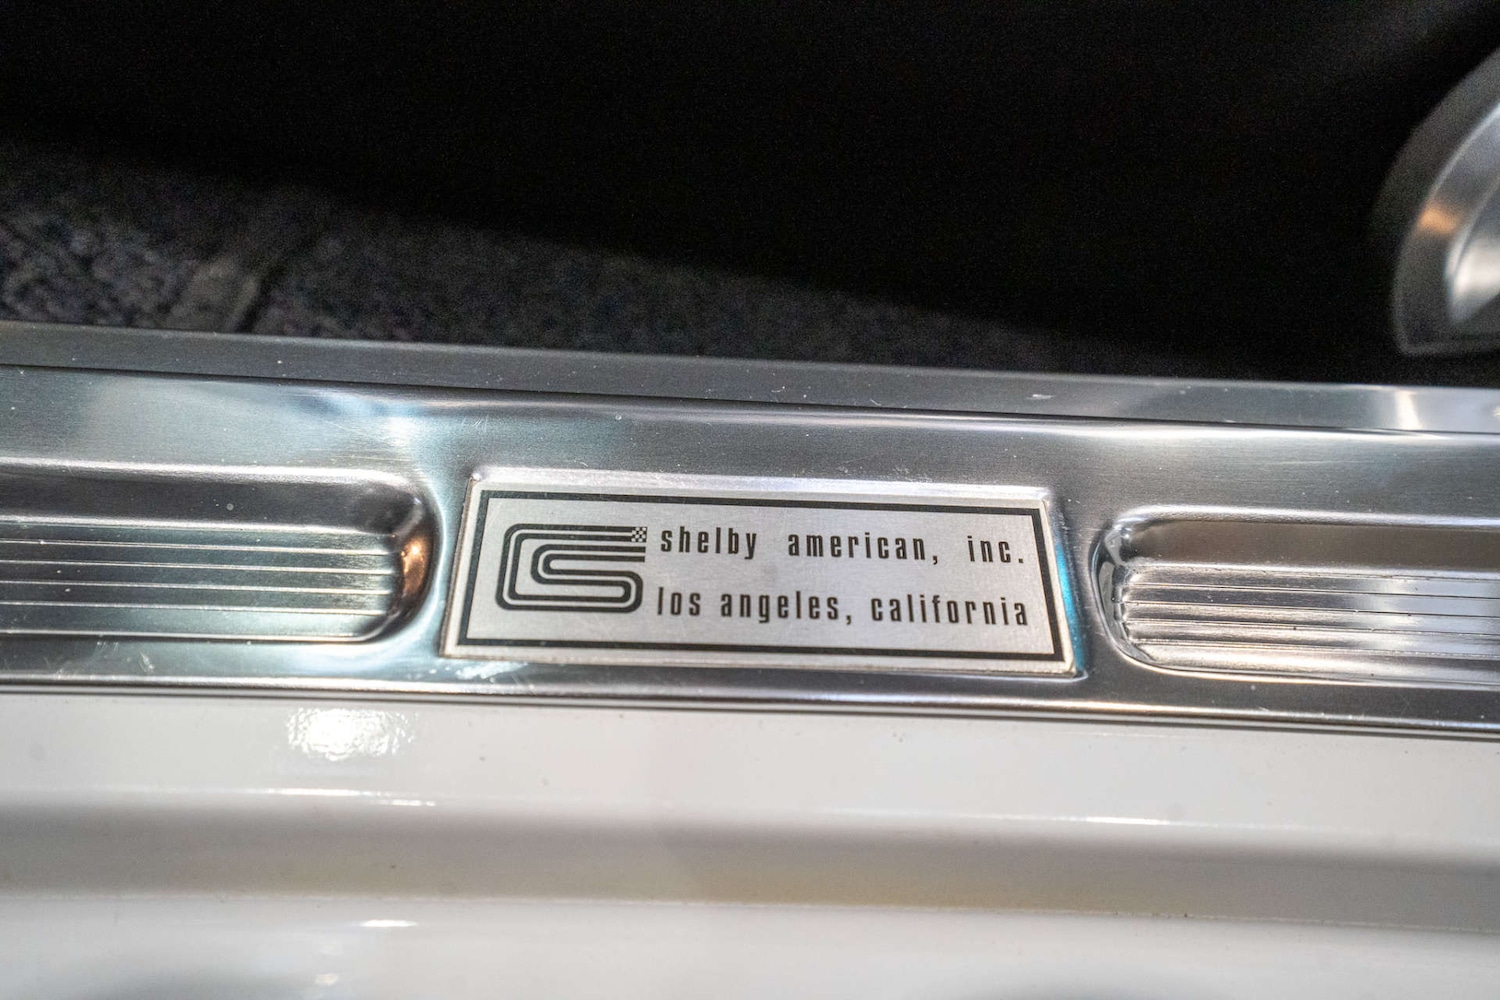 shelby american, inc.
los angeles, california